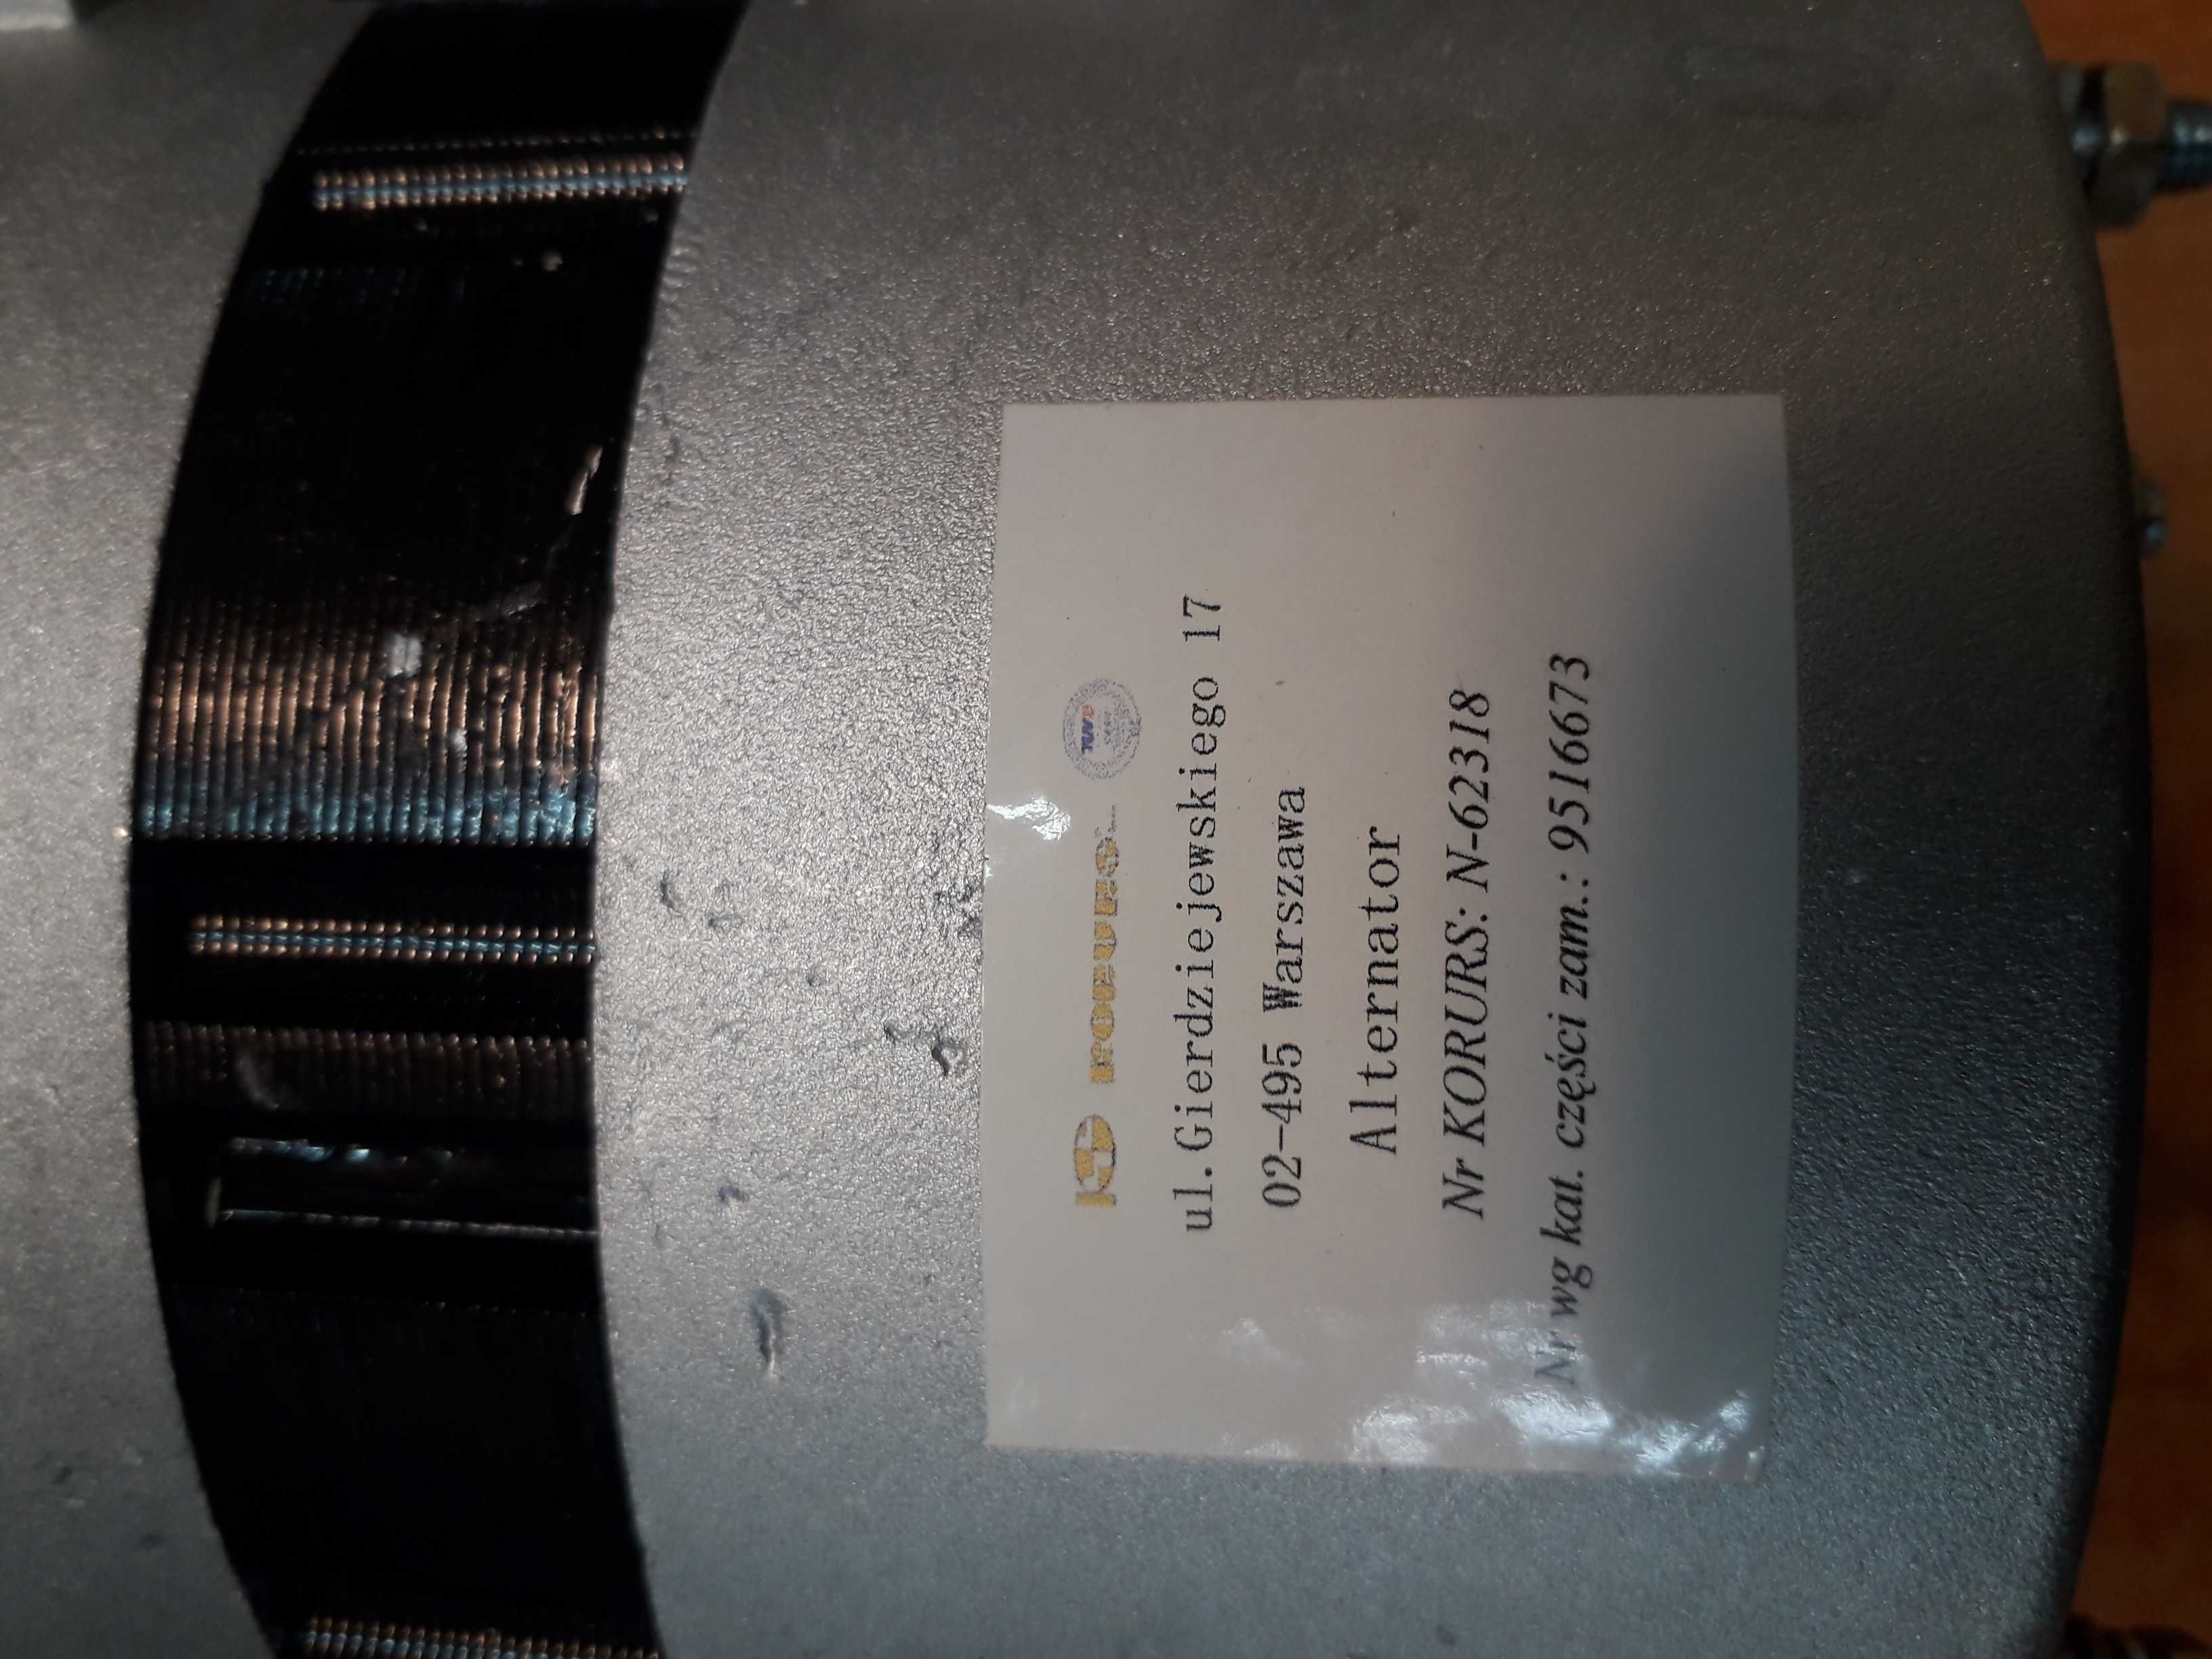 KORURS
ul.Gierdziejewskiego 17
02-495 Warszawa
Alternator
Nr KORURS: N-62318
Nr wg kat. części zam.: 9516673